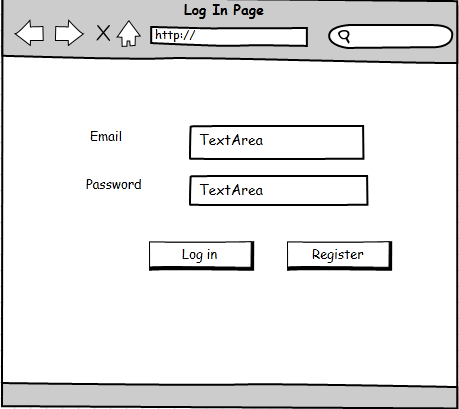 Log In Page
http://
Email
TextArea
Password
TextArea
Log in
Register